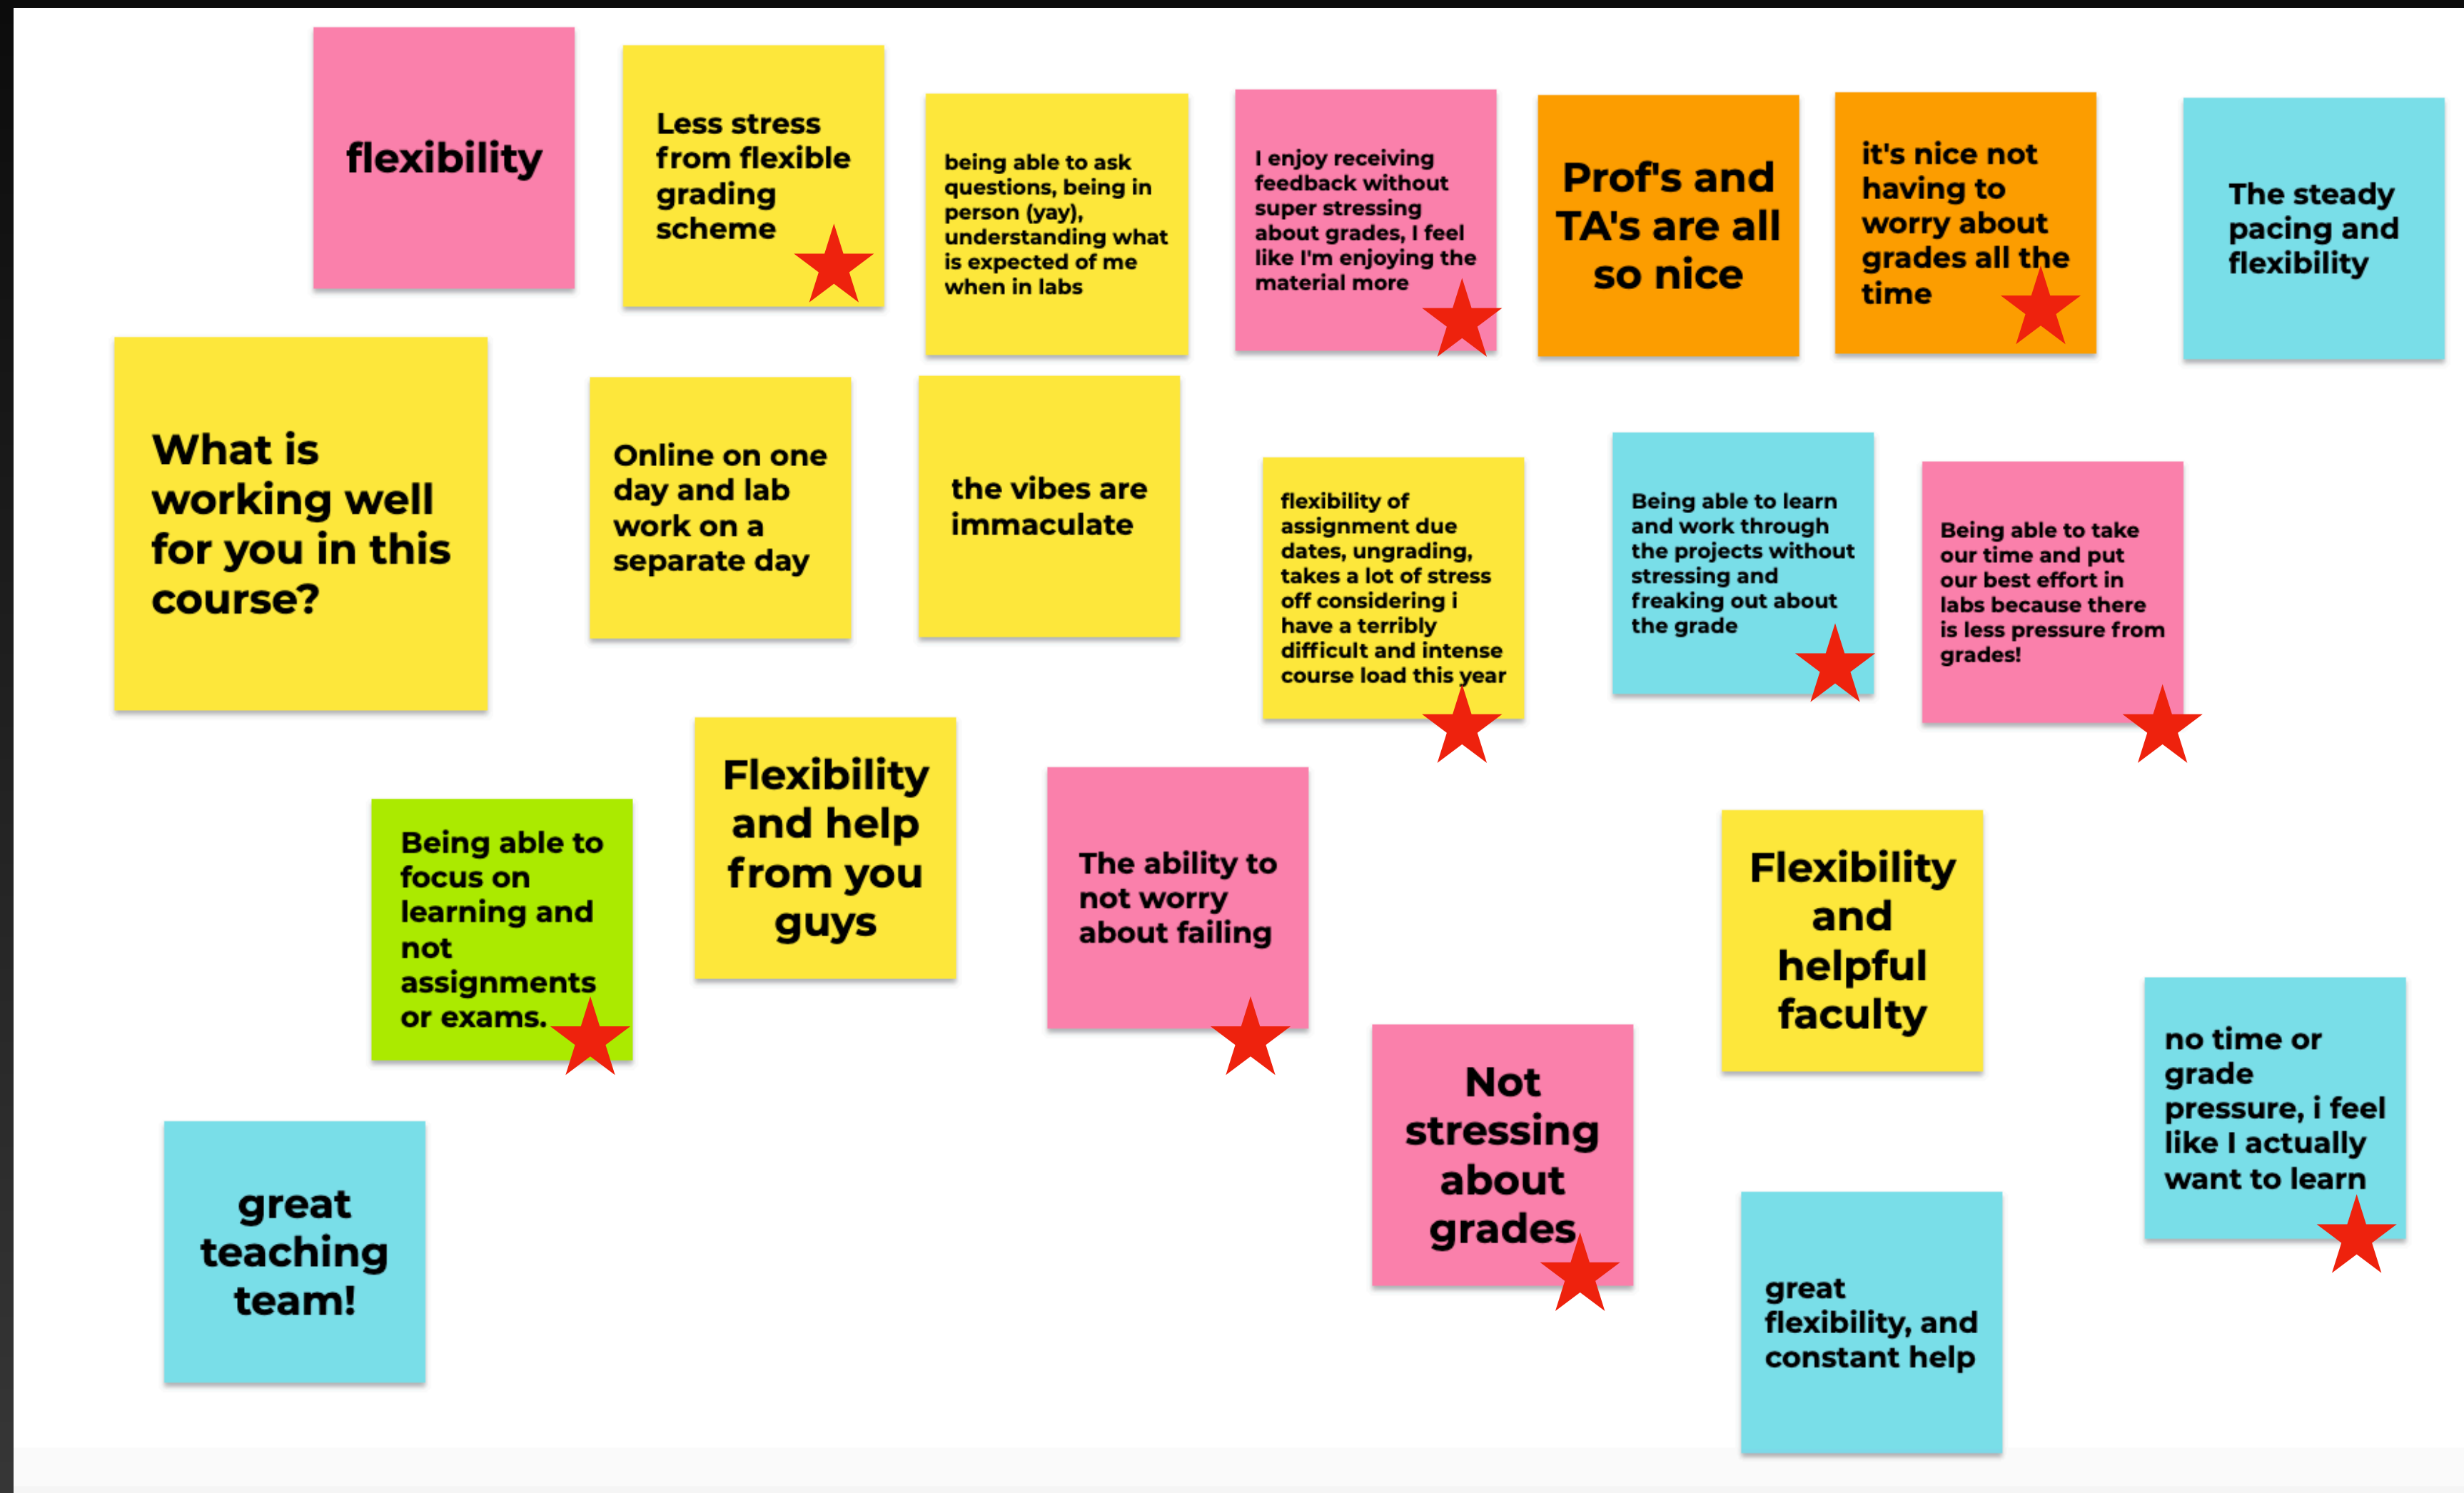 flexibility
Less stress
from flexible
grading
scheme
being able to ask
questions, being in
person (yay),
understanding what
is expected of me
when in labs
I enjoy receiving
feedback without
super stressing
about grades, I feel
like I'm enjoying the
material more
Prof's and
TA's are all
so nice
it's nice not
having to
worry about
grades all the
time
The steady
pacing and
flexibility
What is
working well
for you in this
course?
Online on one
day and lab
work on a
separate day
the vibes are
immaculate
flexibility of
assignment due
dates, ungrading,
takes a lot of stress
off considering i
have a terribly
difficult and intense
course load this year
Being able to learn
and work through
the projects without
stressing and
freaking out about
the grade
Being able to take
our time and put
our best effort in
labs because there
is less pressure from
grades!
Being able to
focus on
learning and
not
assignments
or exams.
Flexibility
and help
from you
guys
The ability to
not worry
about failing
Flexibility
and
helpful
faculty
no time or
grade
pressure, i feel
like I actually
want to learn
Not
stressing
about
grades
great
teaching
team!
great
flexibility, and
constant help